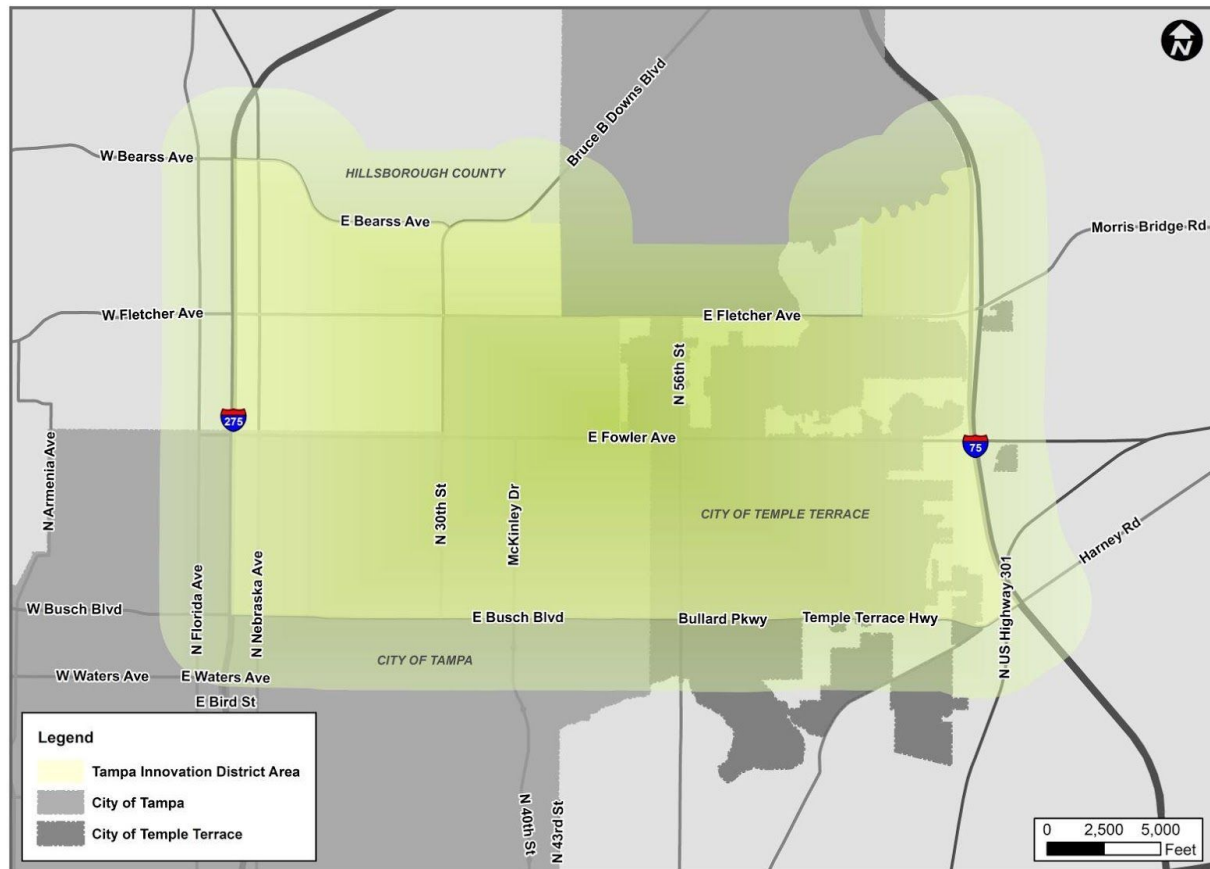 N
Bruce B Downs Blvd
W Bearss Ave
HILLSBOROUGH COUNTY
E Bearss Ave
Morris Bridge Rd
W Fletcher Ave
E Fletcher Ave
N 56th St
275
E Fowler Ave
75
N Armenia Ave
N 30th St
McKinley Dr
CITY OF TEMPLE TERRACE
Harney Rd
N Florida Ave
N Nebraska Ave
N US Highway 301
W Busch Blvd
E Busch Blvd
Bullard Pkwy
Temple Terrace Hwy
CITY OF TAMPA
W Waters Ave
E Waters Ave
E Bird St
N 40th St
N 43rd St
Legend
Tampa Innovation District Area
City of Tampa
City of Temple Terrace
0 2,500 5,000
Feet